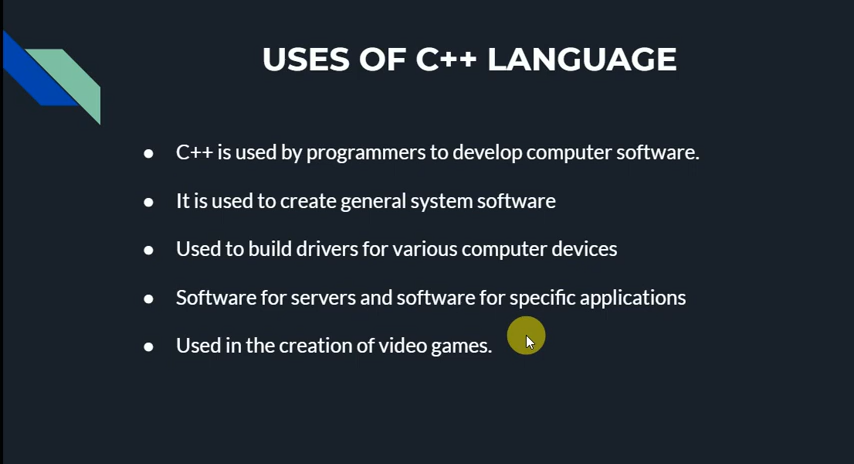 USES OF C++ LANGUAGE
● C++ is used by programmers to develop computer software.
● It is used to create general system software
● Used to build drivers for various computer devices
● Software for servers and software for specific applications
● Used in the creation of video games.